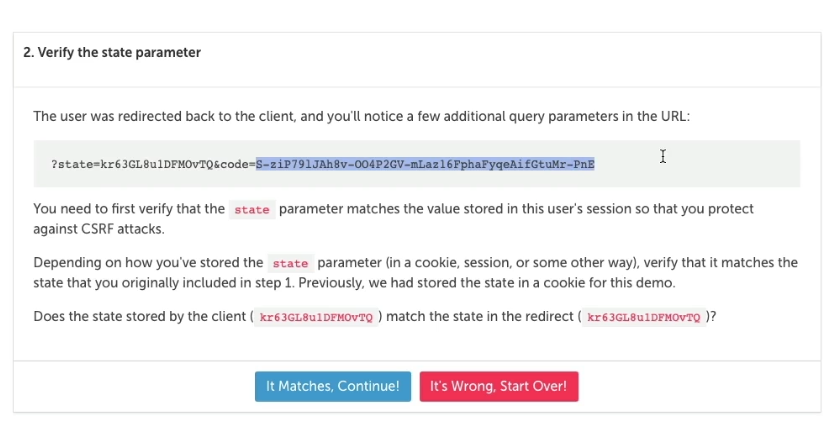 2. Verify the state parameter
The user was redirected back to the client, and you'll notice a few additional query parameters in the URL:
?state=kr63GL8u1DFMOvTQ&code=S-ziP791JAh8v-OO4P2GV-mLaz16FphaFyqeAifGtuMr-PnE
You need to first verify that the state parameter matches the value stored in this user's session so that you protect
against CSRF attacks.
Depending on how you've stored the state parameter (in a cookie, session, or some other way), verify that it matches the
state that you originally included in step 1. Previously, we had stored the state in a cookie for this demo.
Does the state stored by the client ( kr63GL8u1DFMOvTQ ) match the state in the redirect ( kr63GL8u1DFMOvTQ )?
It Matches, Continue! It's Wrong, Start Over!